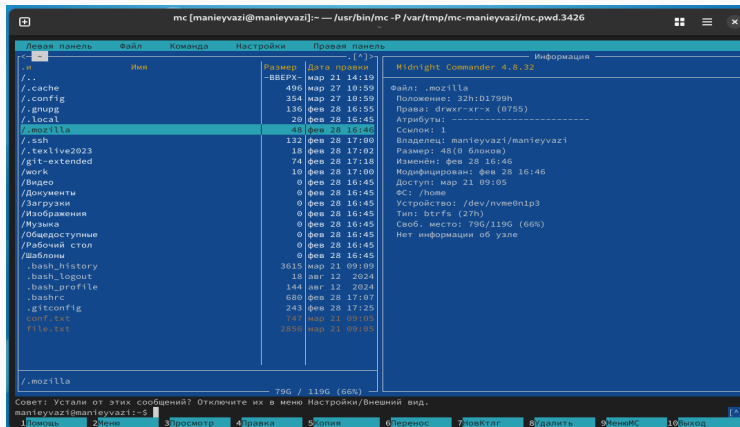 mc [manieyvazi@manieyvazi]:~ — /usr/bin/mc -P /var/tmp/mc-manieyvazi/mc.pwd.3426
Левая панель Файл Команда Настройки Правая панель
<- ~ .[^]>
.и Имя Размер Дата правки
/.. -ВВЕРХ- мар 21 14:19
/.cache 496 мар 27 10:59
/.config 354 мар 27 10:59
/.gnupg 136 фев 28 16:55
/.local 20 фев 28 16:45
/.mozilla 48 фев 28 16:46
/.ssh 132 фев 28 17:00
/.texlive2023 18 фев 28 17:02
/git-extended 74 фев 28 17:18
/work 10 фев 28 17:00
/Видео 0 фев 28 16:45
/Документы 0 фев 28 16:45
/Загрузки 0 фев 28 16:45
/Изображения 0 фев 28 16:45
/Музыка 0 фев 28 16:45
/Общедоступные 0 фев 28 16:45
/Рабочий стол 0 фев 28 16:45
/Шаблоны 0 фев 28 16:45
.bash_history 3615 мар 21 09:09
.bash_logout 18 авг 12 2024
.bash_profile 144 авг 12 2024
.bashrc 680 фев 28 17:07
.gitconfig 243 фев 28 17:25
conf.txt 747 мар 21 09:05
file.txt 2856 мар 21 09:05
/.mozilla
79G / 119G (66%)
Информация
Midnight Commander 4.8.32
Файл: .mozilla
Положение: 32h:D1799h
Права: drwxr-xr-x (0755)
Атрибуты: ------------------------
Ссылок: 1
Владелец: manieyvazi/manieyvazi
Размер: 48(0 блоков)
Изменён: фев 28 16:46
Модифицирован: фев 28 16:46
Доступ: мар 21 09:05
ФС: /home
Устройство: /dev/nvme0n1p3
Тип: btrfs (27h)
Своб. место: 79G/119G (66%)
Нет информации об узле
Совет: Устали от этих сообщений? Отключите их в меню Настройки/Внешний вид.
manieyvazi@manieyvazi:~$ [^]
1Помощь 2Меню 3Просмотр 4Правка 5Копия 6Перенос 7НовКтлг 8Удалить 9МенюMC 10Выход